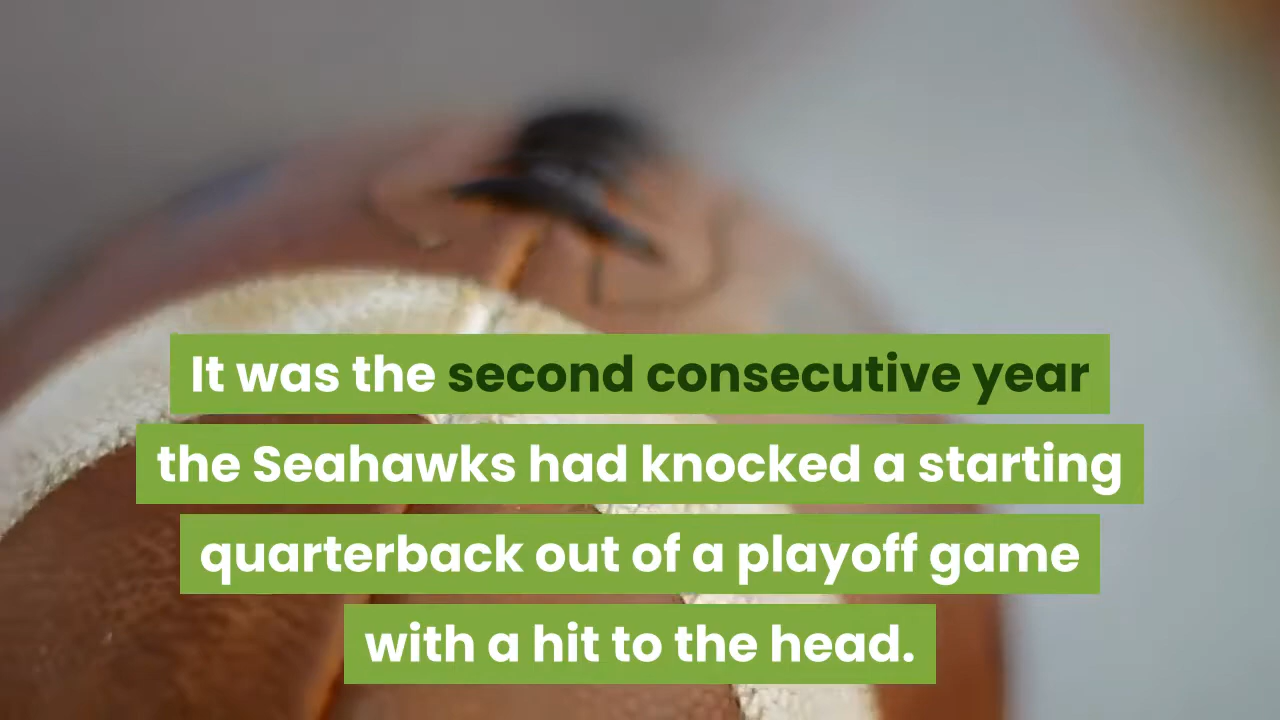 It was the second consecutive year
the Seahawks had knocked a starting
quarterback out of a playoff game
with a hit to the head.